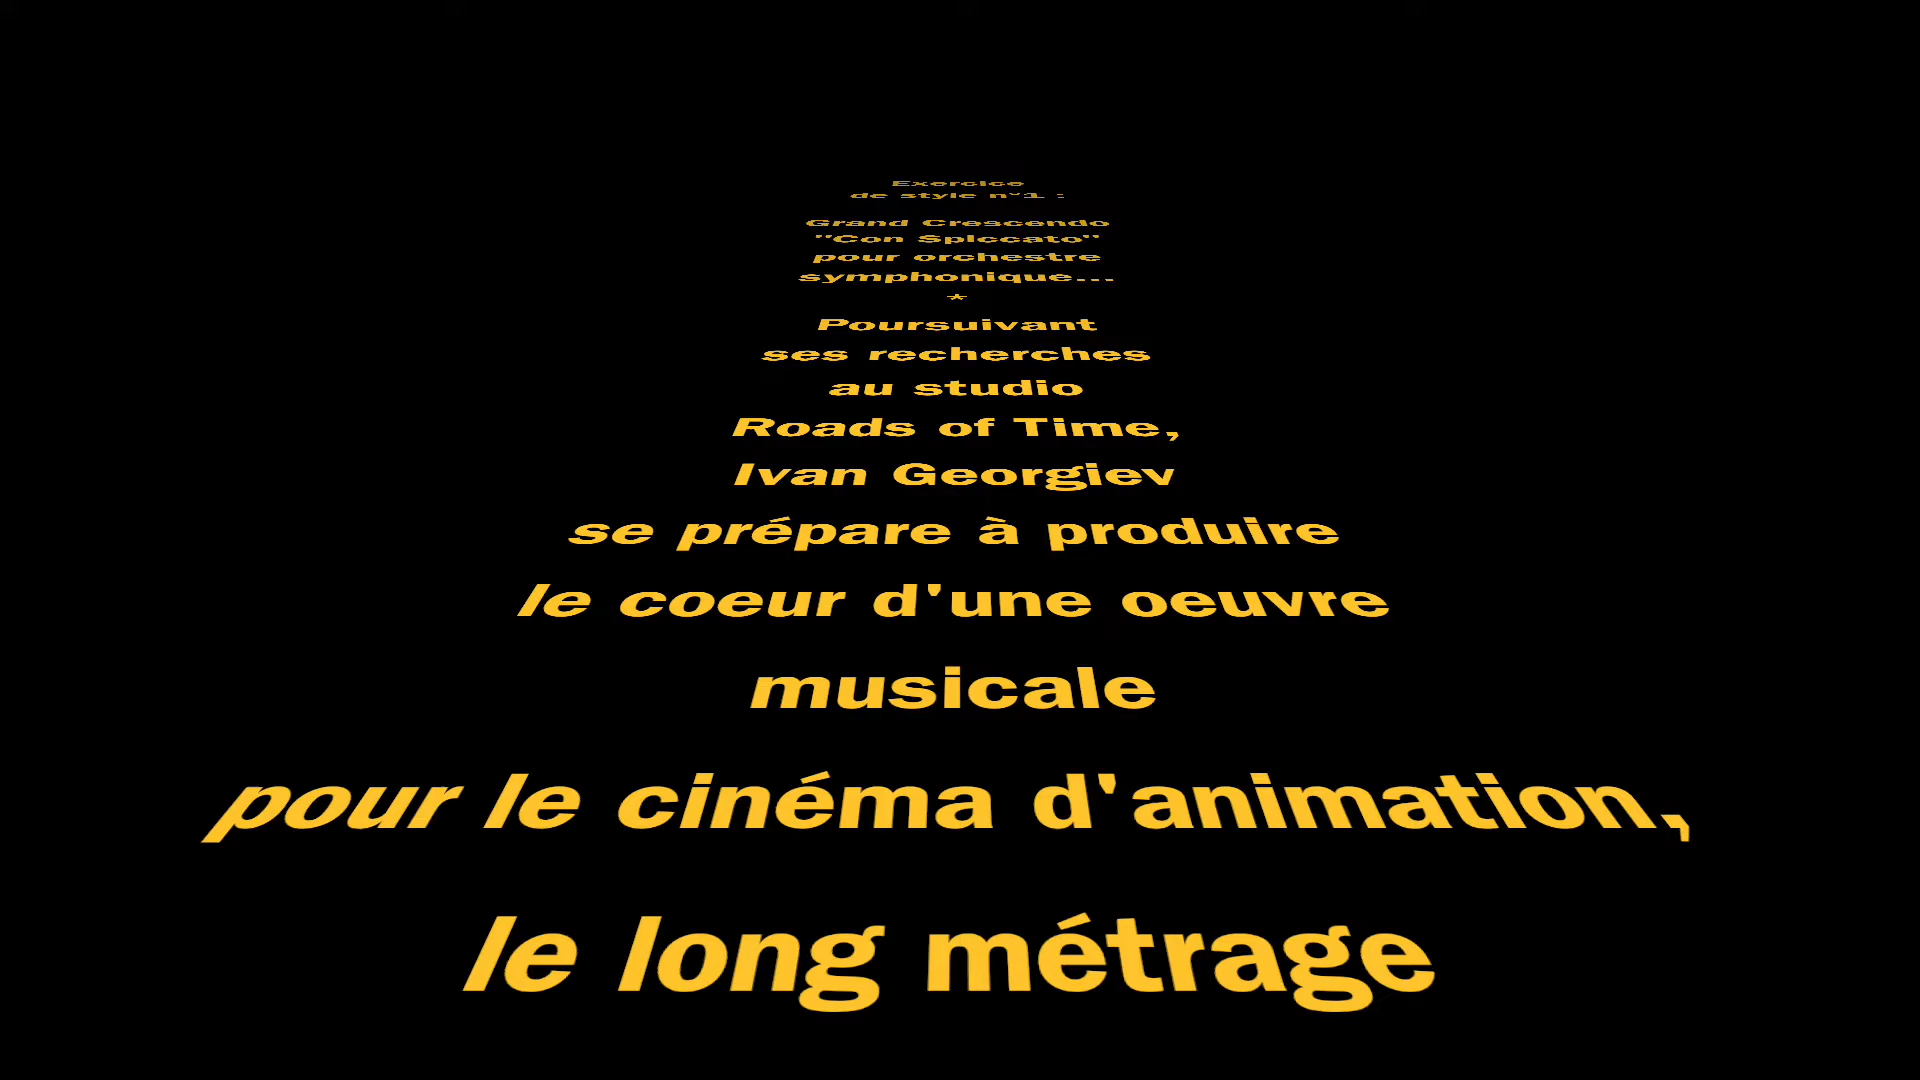 Exercice
de style n°1 :
Grand Crescendo
"Con Spiccato"
pour orchestre
symphonique...
*
Poursuivant
ses recherches
au studio
Roads of Time,
Ivan Georgiev
se prépare à produire
le coeur d'une oeuvre
musicale
pour le cinéma d'animation,
le long métrage